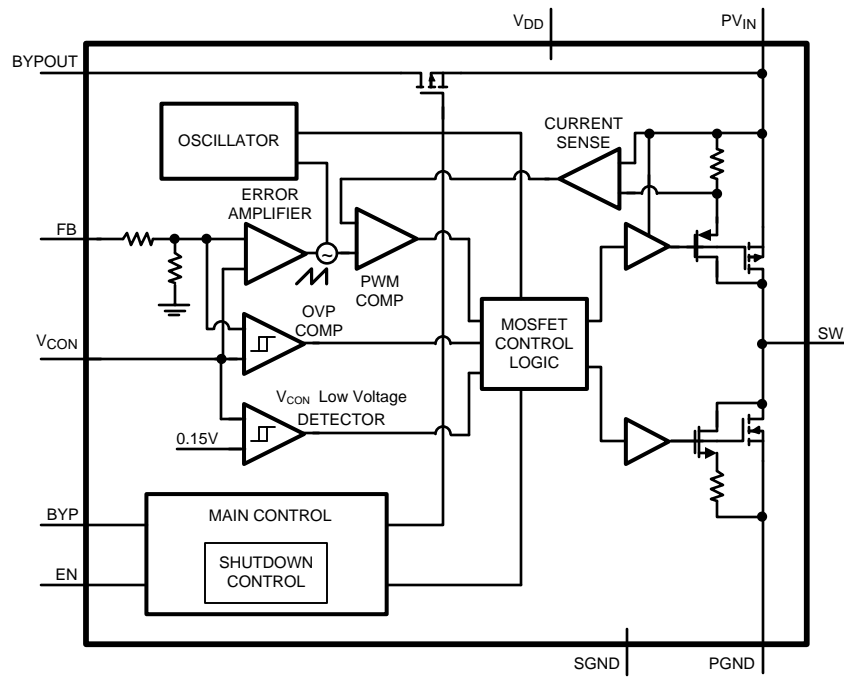 VDD
PVIN
BYPOUT
CURRENT
SENSE
OSCILLATOR
ERROR
AMPLIFIER
FB
~
PWM
COMP
OVP
COMP
MOSFET
CONTROL
LOGIC
SW
VCON
VCON Low Voltage
DETECTOR
0.15V
BYP
MAIN CONTROL
SHUTDOWN
CONTROL
EN
SGND
PGND